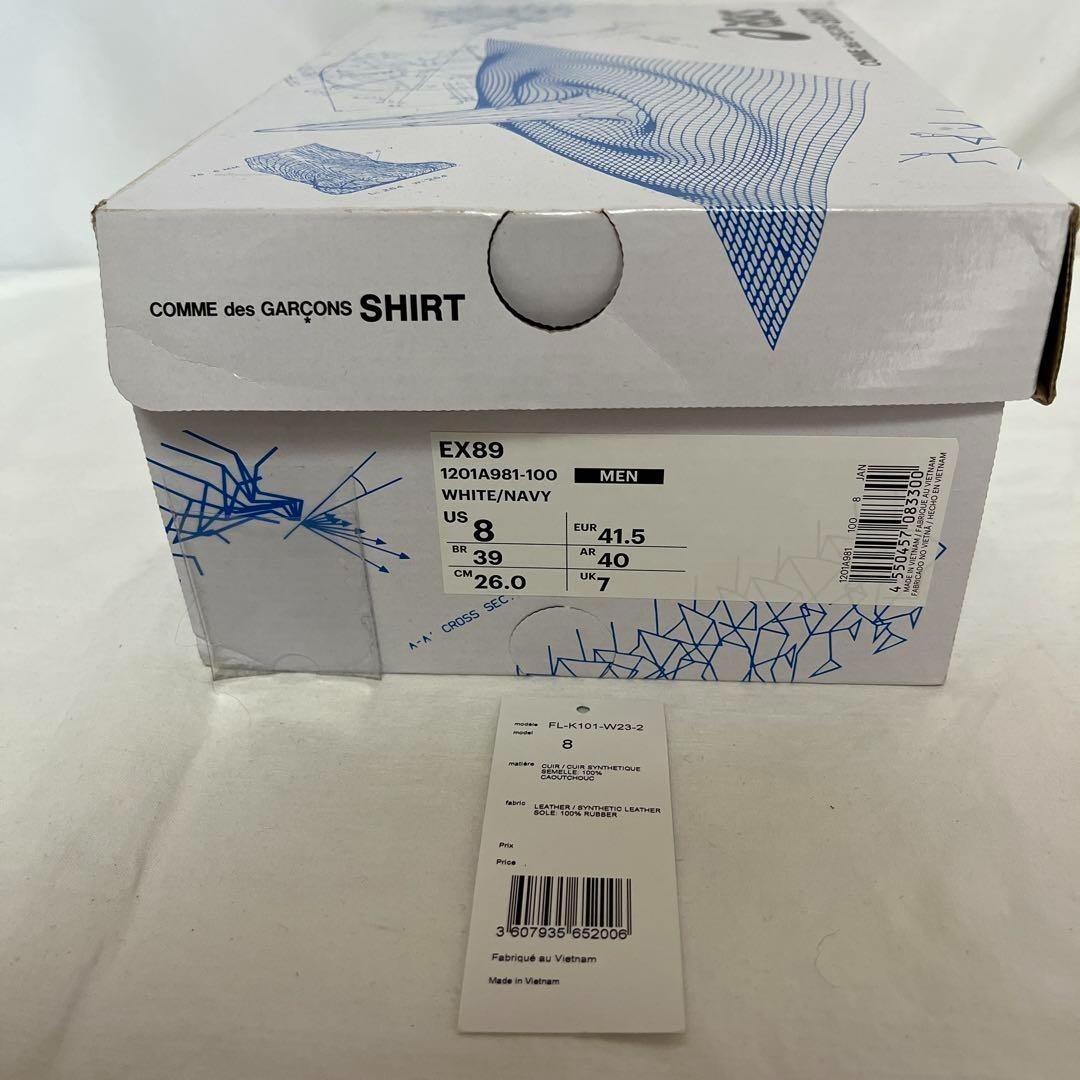 COMME des GARÇONS SHIRT
EX89
1201A981-100 MEN
WHITE/NAVY
US 8 EUR 41.5
BR 39 AR 40
CM 26.0 UK 7
1201A981 100 8 JAN
4 550457 083300
MADE IN VIETNAM / FABRIQUÉ AU VIETNAM
FABRICADO NO VIETNÃ / HECHO EN VIETNAM
A-A' CROSS SEC.
modèle FL-K101-W23-2
model 8
matière CUIR / CUIR SYNTHETIQUE
SEMELLE: 100%
CAOUTCHOUC
fabric LEATHER / SYNTHETIC LEATHER
SOLE: 100% RUBBER
Prix
Price
3 607935 652006
Fabriqué au Vietnam
Made in Vietnam